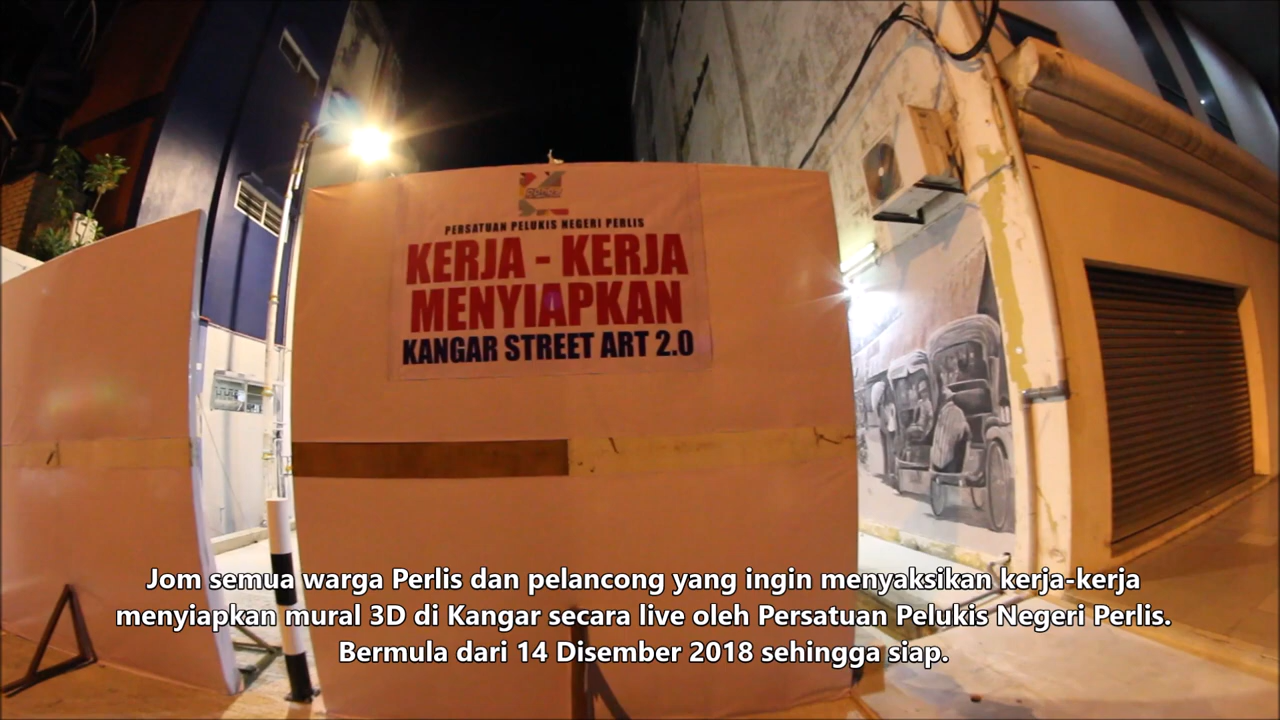 PERSATUAN PELUKIS NEGERI PERLIS
KERJA - KERJA
MENYIAPKAN
KANGAR STREET ART 2.0
Jom semua warga Perlis dan pelancong yang ingin menyaksikan kerja-kerja
menyiapkan mural 3D di Kangar secara live oleh Persatuan Pelukis Negeri Perlis.
Bermula dari 14 Disember 2018 sehingga siap.